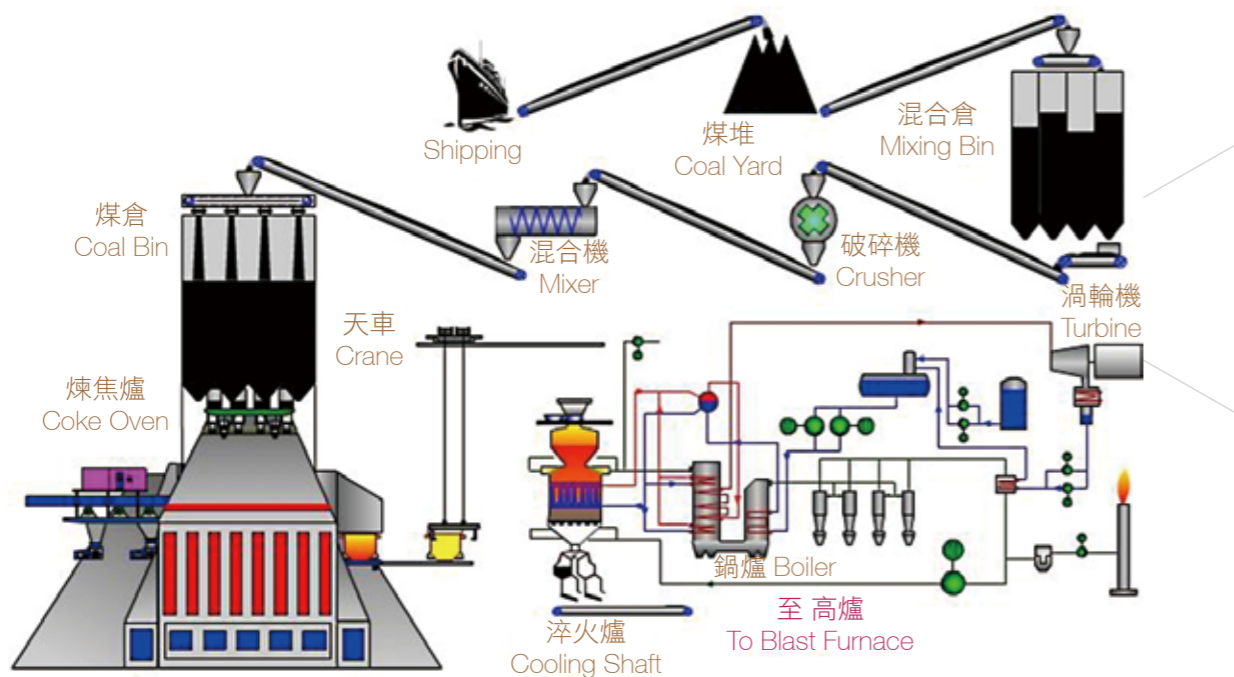 Shipping
煤堆
Coal Yard
混合倉
Mixing Bin
煤倉
Coal Bin
混合機
Mixer
破碎機
Crusher
渦輪機
Turbine
天車
Crane
煉焦爐
Coke Oven
鍋爐 Boiler
至 高爐
To Blast Furnace
淬火爐
Cooling Shaft